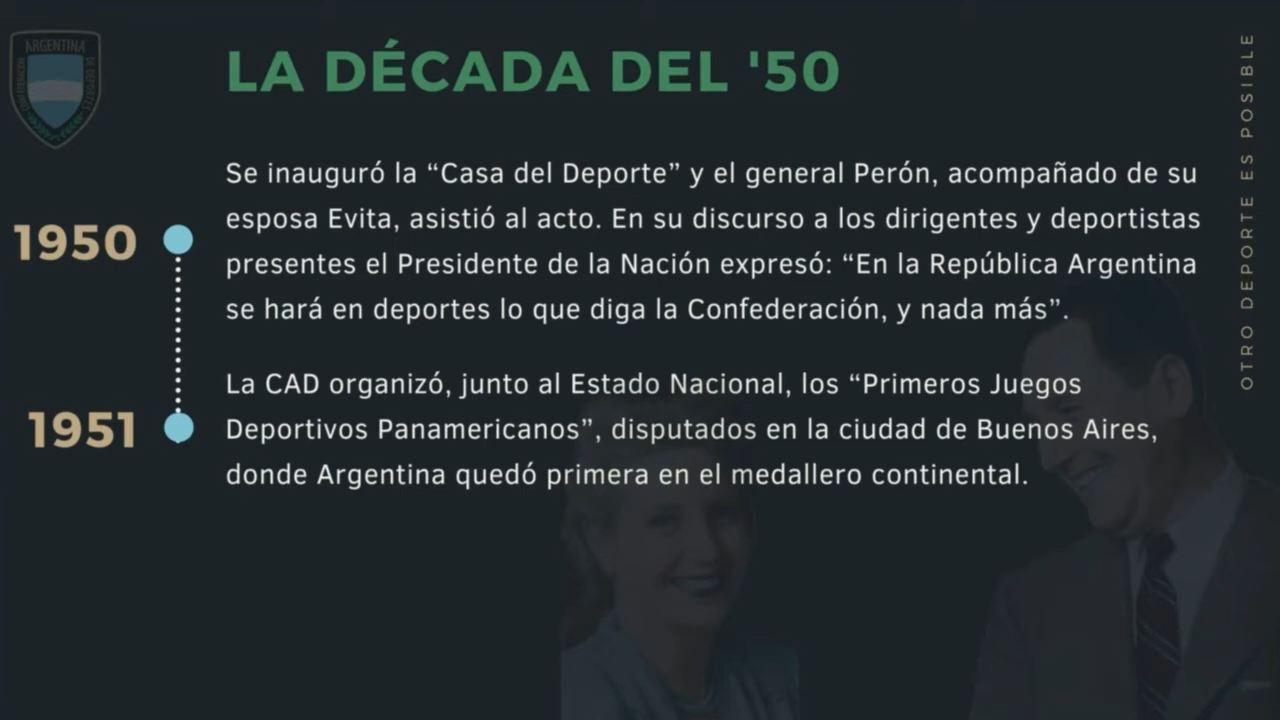 ARGENTINA
CONFEDERACIÓN
DE DEPORTES
LA DÉCADA DEL '50
1950
Se inauguró la “Casa del Deporte” y el general Perón, acompañado de su
esposa Evita, asistió al acto. En su discurso a los dirigentes y deportistas
presentes el Presidente de la Nación expresó: “En la República Argentina
se hará en deportes lo que diga la Confederación, y nada más”.
1951
La CAD organizó, junto al Estado Nacional, los “Primeros Juegos
Deportivos Panamericanos”, disputados en la ciudad de Buenos Aires,
donde Argentina quedó primera en el medallero continental.
OTRO DEPORTE ES POSIBLE